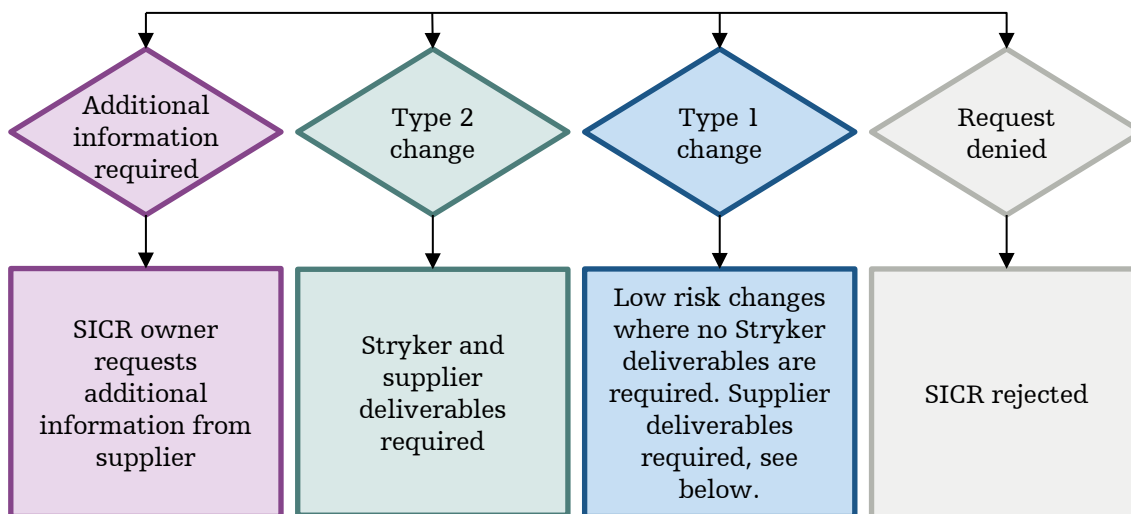 Additional
information
required
Type 2
change
Type 1
change
Request
denied
SICR owner
requests
additional
information from
supplier
Stryker and
supplier
deliverables
required
Low risk changes
where no Stryker
deliverables are
required. Supplier
deliverables
required, see
below.
SICR rejected